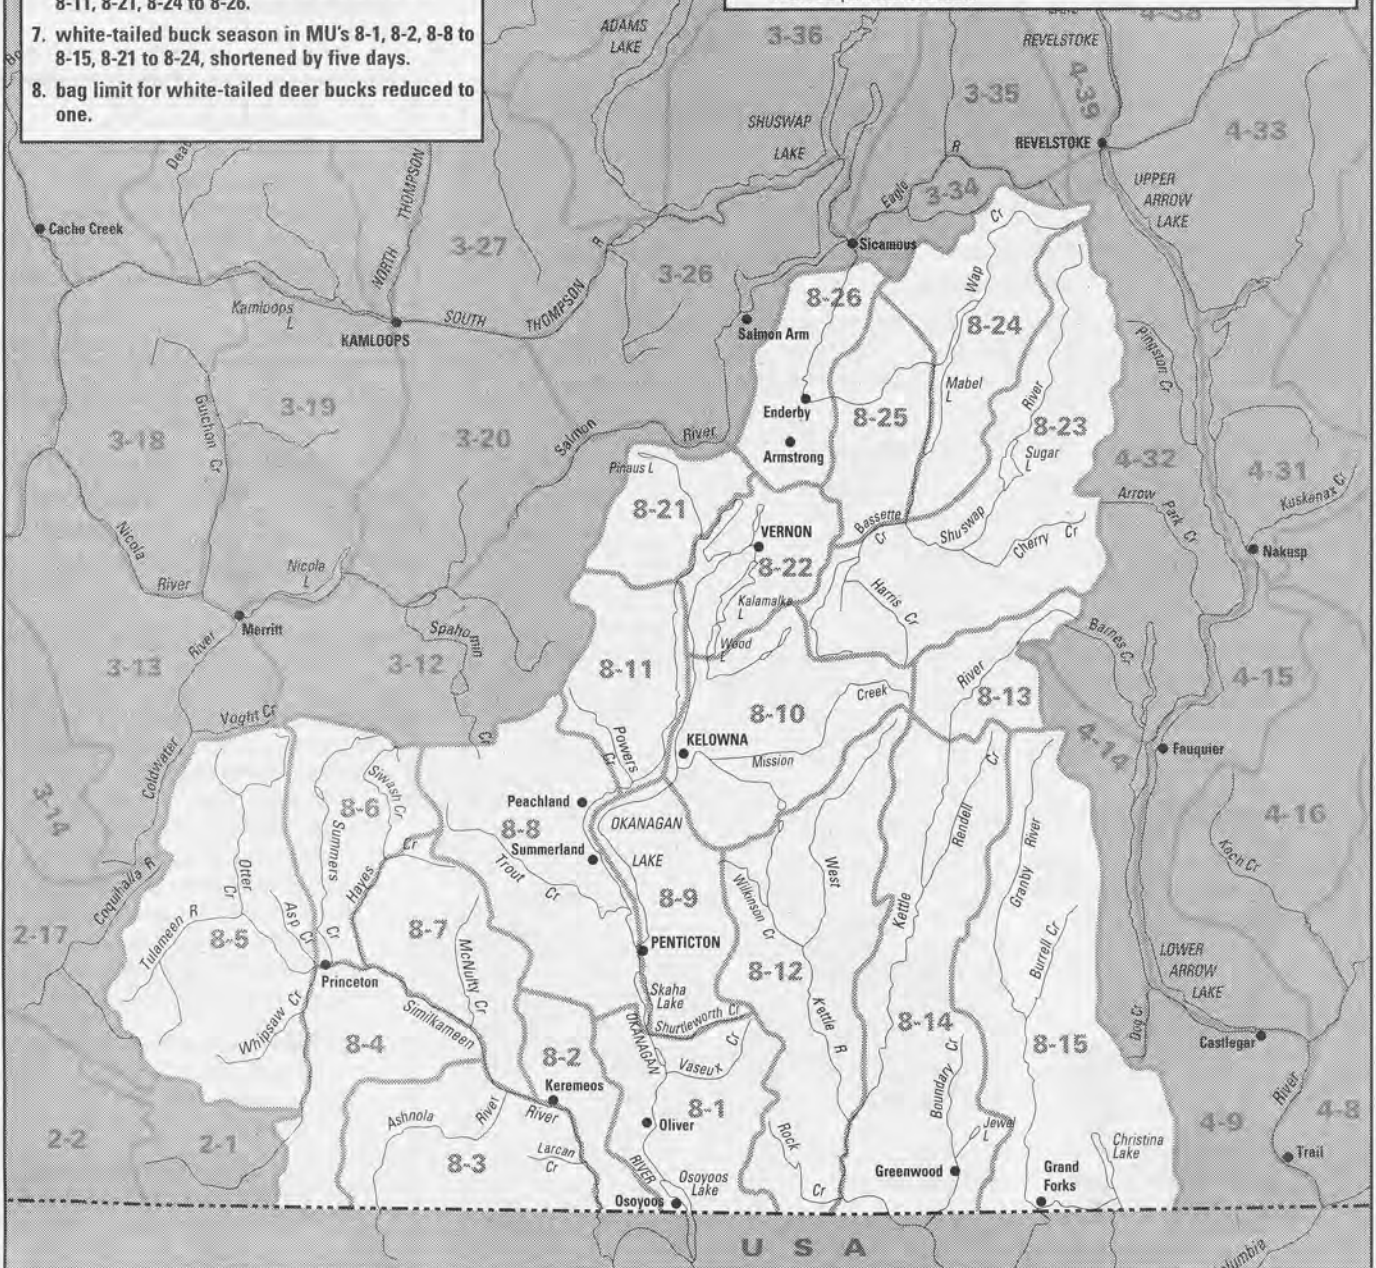 8-11, 8-21, 8-24 to 8-26.
7. white-tailed buck season in MU's 8-1, 8-2, 8-8 to
8-15, 8-21 to 8-24, shortened by five days.
8. bag limit for white-tailed deer bucks reduced to
one.
ADAMS
LAKE
3-36
REVELSTOKE
4-38
4-39
3-35
4-33
SHUSWAP
LAKE
REVELSTOKE
R
Eagle
3-34
UPPER
ARROW
LAKE
Cache Creek
NORTH
THOMPSON
3-27
R
3-26
Sicamous
Cr
Wap
8-26
8-24
Kamloops
L
KAMLOOPS
SOUTH
THOMPSON
Salmon Arm
Pingston Cr
Mabel
L
River
Enderby
8-25
8-23
Armstrong
Sugar
L
3-18
Guichon
Cr
3-19
3-20
Salmon
River
Pinaus L
4-32
4-31
Kuskanax Cr
Arrow
Park
Cr
8-21
VERNON
8-22
Bassette
Cr
Shuswap
Cherry
Cr
Nakusp
Nicola
River
Nicola
L
Merritt
Kalamalka
L
Harris
Cr
Wood
L
Barnes Cr
3-13
River
3-12
Spahomin
Cr
8-11
River
8-13
4-15
8-10
Creek
Voght Cr
Coldwater
Powers
Cr
KELOWNA
Mission
4-14
Fauquier
3-14
Siwash Cr
8-6
Summers
Cr
Peachland
8-8
Summerland
OKANAGAN
LAKE
Rendell
Cr
Granby
River
4-16
Koch Cr
Coquihalla R
Otter
Cr
Hayes
Cr
Trout
Cr
8-9
Wilkinson
Cr
West
Kettle
2-17
Tulameen R
8-5
Asp
Cr
8-7
McNulty
Cr
PENTICTON
8-12
Burrell Cr
LOWER
ARROW
LAKE
Princeton
Skaha
Lake
Whipsaw Cr
Similkameen
Shurtleworth Cr
OKANAGAN
Kettle
R
8-14
8-15
Dog Cr
Castlegar
8-4
8-2
Keremeos
Vaseux
Cr
8-1
Boundary
Cr
Ashnola
River
River
Oliver
Rock
Cr
Jewel
L
Christina
Lake
4-9
River
4-8
2-2
2-1
8-3
Larcan
Cr
RIVER
Osoyoos
Lake
Osoyoos
Greenwood
Grand
Forks
Trail
USA